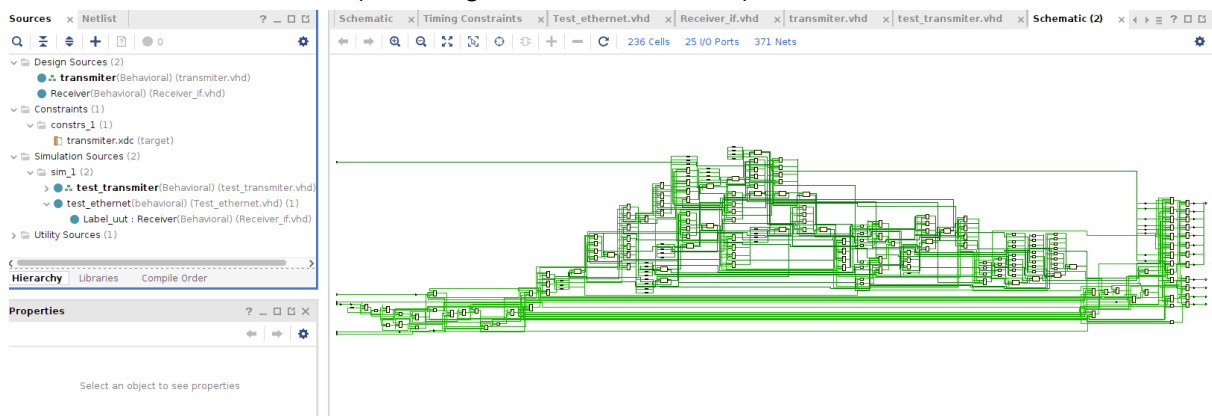 Sources × Netlist ? _ □
0
Design Sources (2)
transmiter(Behavioral) (transmiter.vhd)
Receiver(Behavioral) (Receiver_if.vhd)
Constraints (1)
constrs_1 (1)
transmiter.xdc (target)
Simulation Sources (2)
sim_1 (2)
test_transmiter(Behavioral) (test_transmiter.vhd)
test_ethernet(behavioral) (Test_ethernet.vhd) (1)
Label_uut : Receiver(Behavioral) (Receiver_if.vhd)
Utility Sources (1)
Hierarchy Libraries Compile Order
Properties ? _ □ ×
Select an object to see properties
Schematic × Timing Constraints × Test_ethernet.vhd × Receiver_if.vhd × transmiter.vhd × test_transmiter.vhd × Schematic (2) × ? □
236 Cells 25 I/O Ports 371 Nets